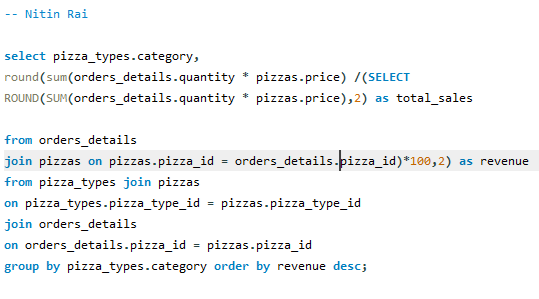 -- Nitin Rai
select pizza_types.category,
round(sum(orders_details.quantity * pizzas.price) /(SELECT
ROUND(SUM(orders_details.quantity * pizzas.price),2) as total_sales
from orders_details
join pizzas on pizzas.pizza_id = orders_details.pizza_id)*100,2) as revenue
from pizza_types join pizzas
on pizza_types.pizza_type_id = pizzas.pizza_type_id
join orders_details
on orders_details.pizza_id = pizzas.pizza_id
group by pizza_types.category order by revenue desc;